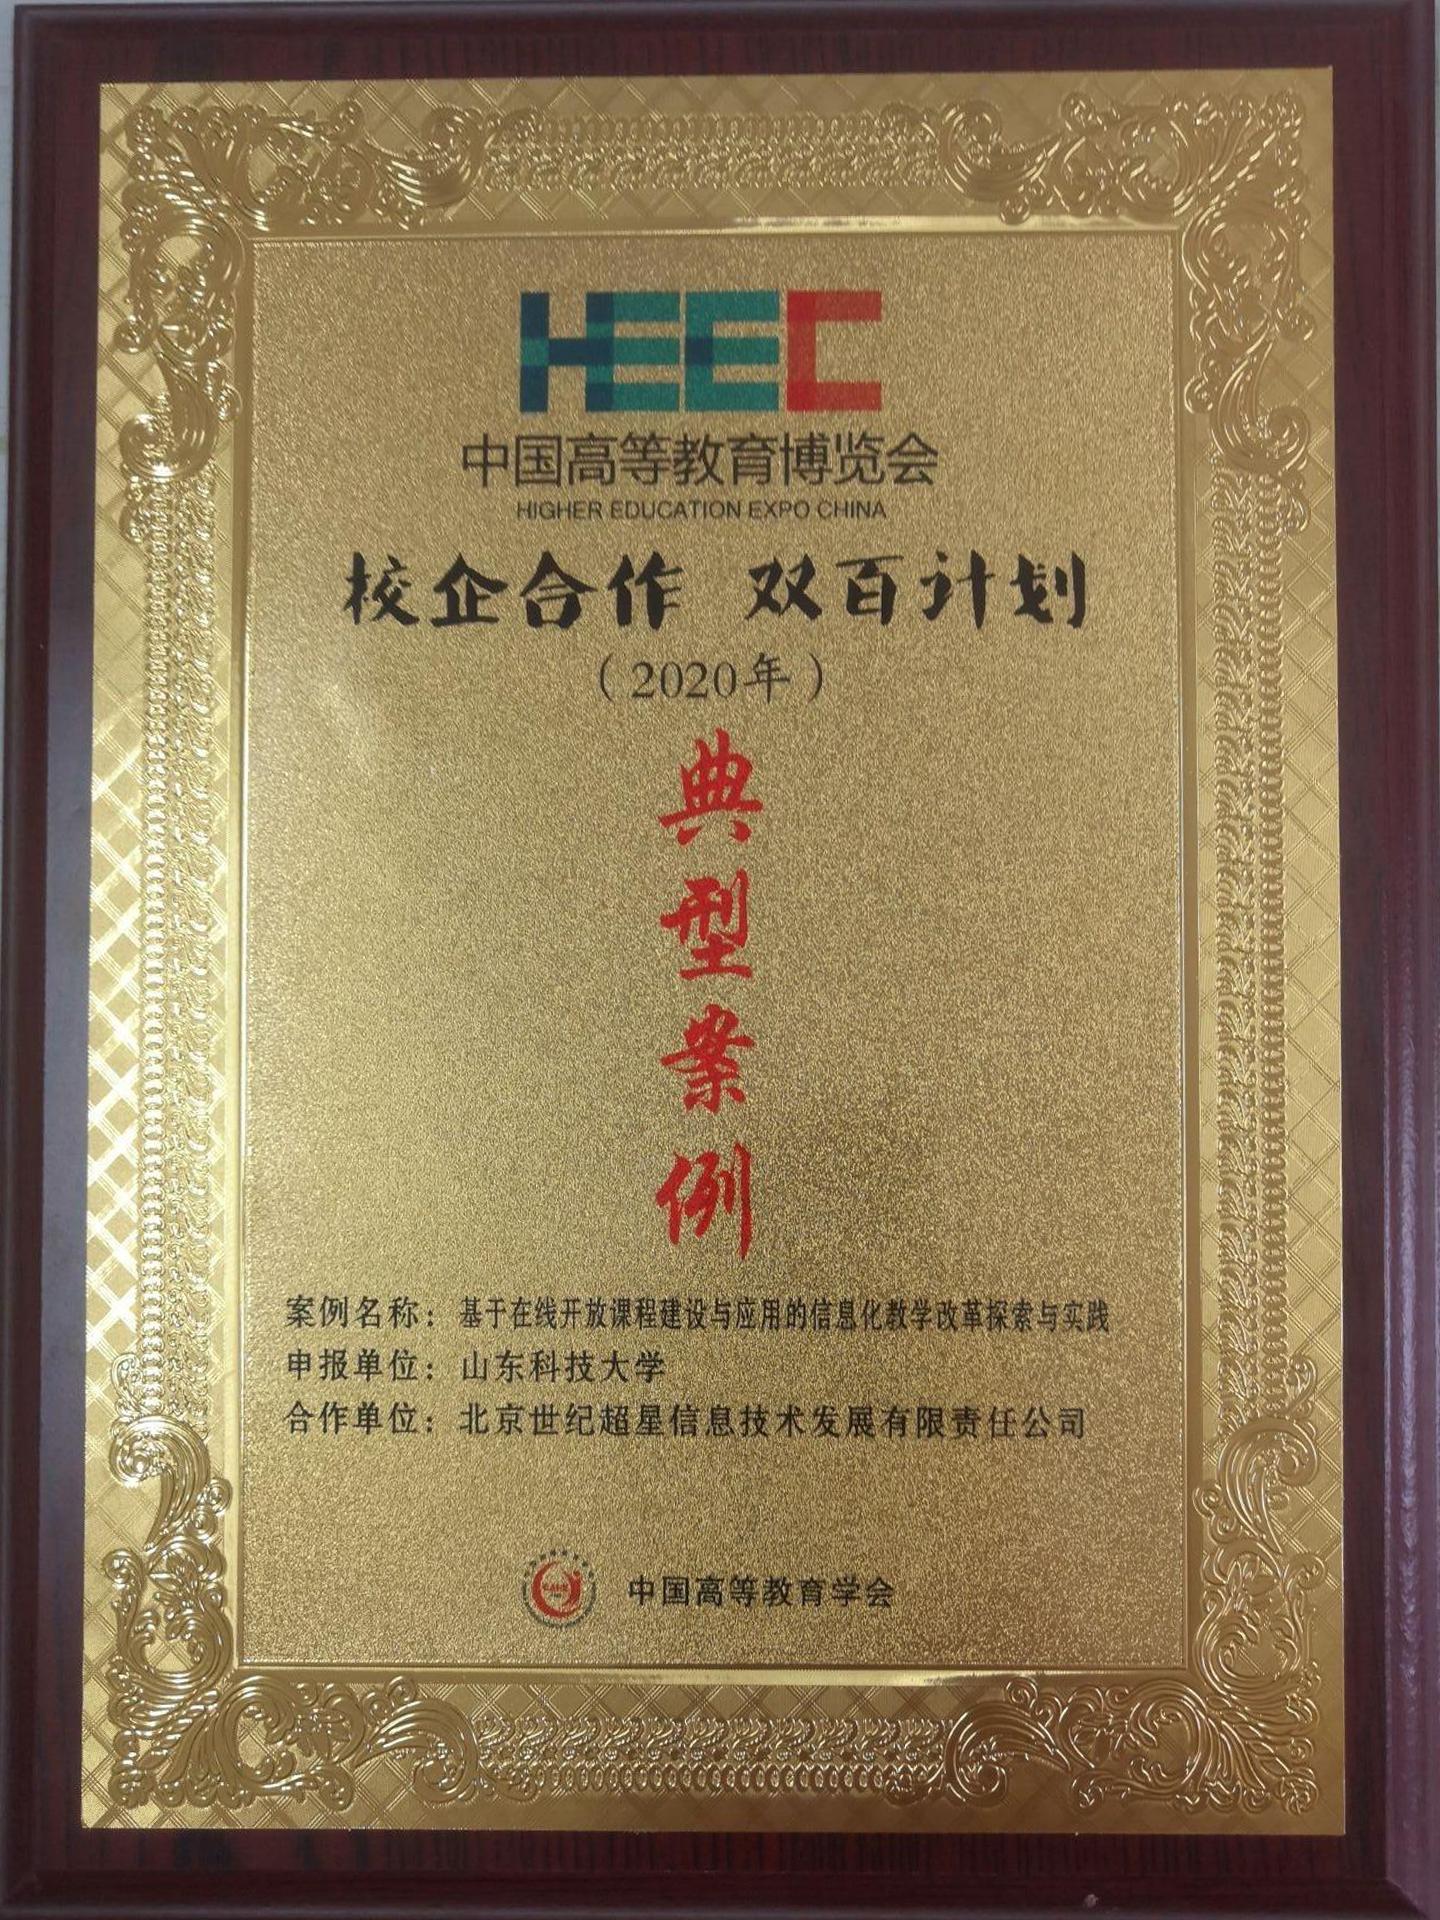 HEEC
中国高等教育博览会
HIGHER EDUCATION EXPO CHINA
校企合作 双百计划
（2020年）
典型案例
案例名称：基于在线开放课程建设与应用的信息化教学改革探索与实践
申报单位：山东科技大学
合作单位：北京世纪超星信息技术发展有限责任公司
中国高等教育学会